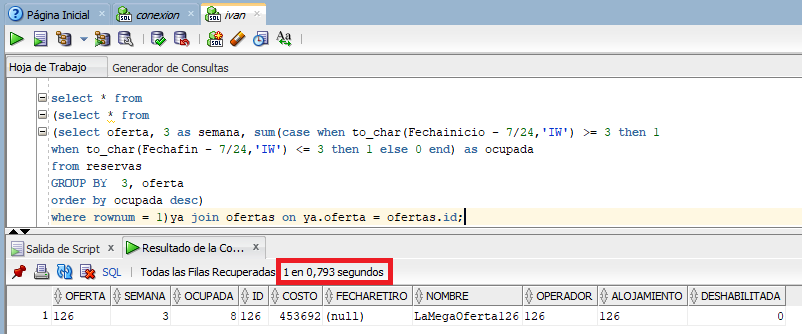 Página Inicial conexion ivan
Hoja de Trabajo Generador de Consultas
select * from
(select * from
(select oferta, 3 as semana, sum(case when to_char(Fechainicio - 7/24,'IW') >= 3 then 1
when to_char(Fechafin - 7/24,'IW') <= 3 then 1 else 0 end) as ocupada
from reservas
GROUP BY  3, oferta
order by ocupada desc)
where rownum = 1)ya join ofertas on ya.oferta = ofertas.id;
Salida de Script Resultado de la Co...
SQL Todas las Filas Recuperadas: 1 en 0,793 segundos
OFERTA SEMANA OCUPADA ID COSTO FECHARETIRO NOMBRE OPERADOR ALOJAMIENTO DESHABILITADA
1 126 3 8 126 453692 (null) LaMegaOferta126 126 126 0